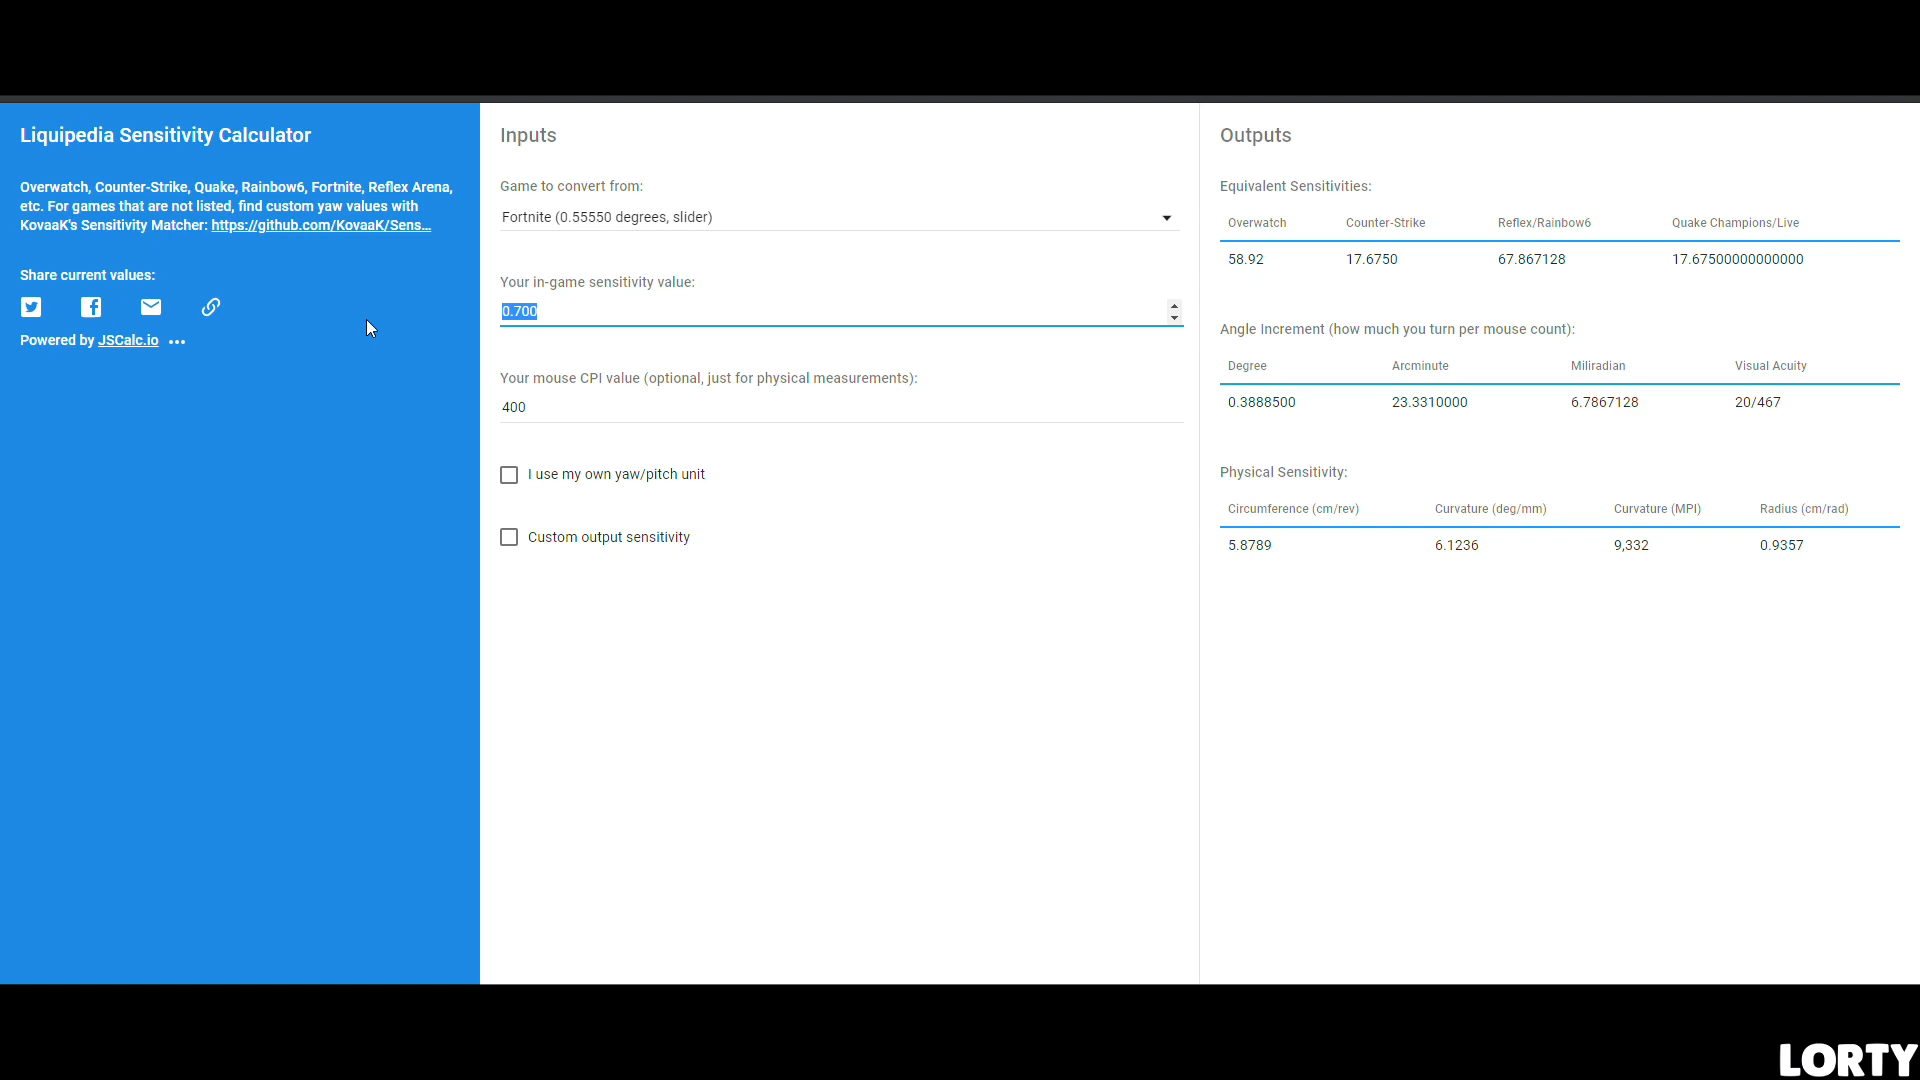 Liquipedia Sensitivity Calculator
Overwatch, Counter-Strike, Quake, Rainbow6, Fortnite, Reflex Arena,
etc. For games that are not listed, find custom yaw values with
KovaaK's Sensitivity Matcher: https://github.com/KovaaK/Sens...
Share current values:
Powered by JSCalc.io
Inputs
Game to convert from:
Fortnite (0.55550 degrees, slider)
Your in-game sensitivity value:
0.700
Your mouse CPI value (optional, just for physical measurements):
400
I use my own yaw/pitch unit
Custom output sensitivity
Outputs
Equivalent Sensitivities:
Overwatch Counter-Strike Reflex/Rainbow6 Quake Champions/Live
58.92 17.6750 67.867128 17.67500000000000
Angle Increment (how much you turn per mouse count):
Degree Arcminute Miliradian Visual Acuity
0.3888500 23.3310000 6.7867128 20/467
Physical Sensitivity:
Circumference (cm/rev) Curvature (deg/mm) Curvature (MPI) Radius (cm/rad)
5.8789 6.1236 9,332 0.9357
LORTY